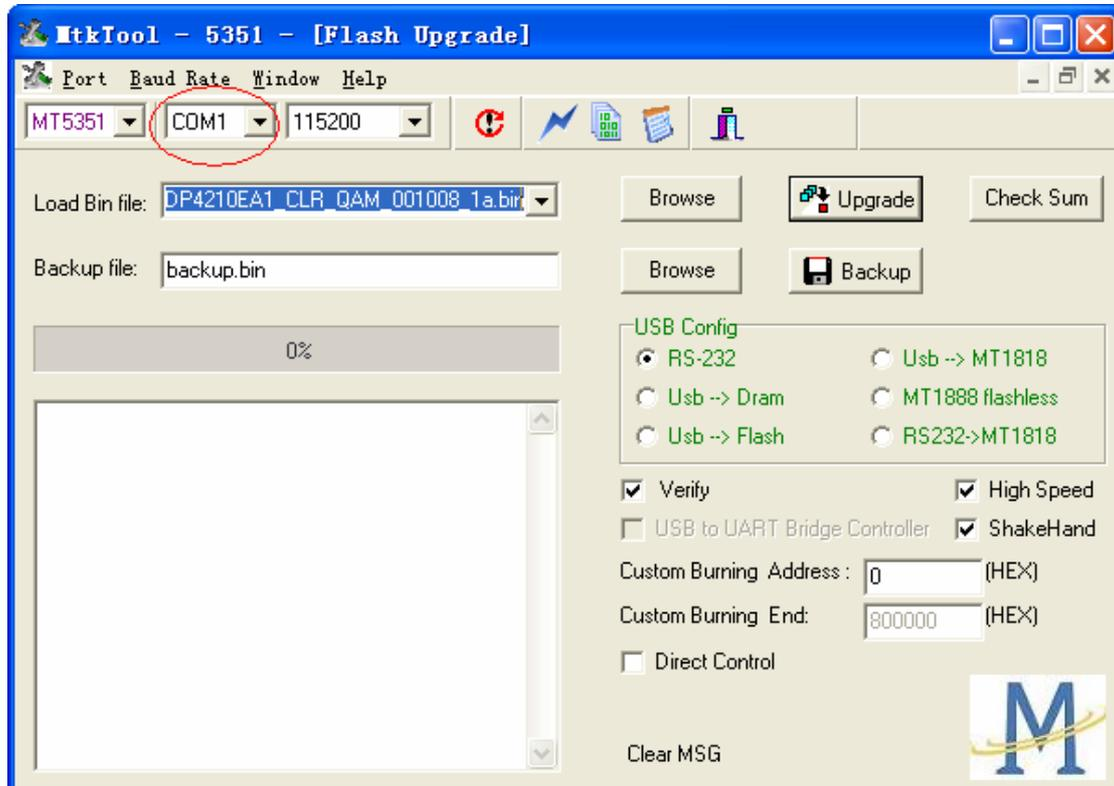 MtkTool - 5351 - [Flash Upgrade]
Port Baud Rate Window Help
MT5351 COM1 115200
Load Bin file: DP4210EA1_CLR_QAM_001008_1a.bin Browse Upgrade Check Sum
Backup file: backup.bin Browse Backup
0%
USB Config
RS-232 Usb --> MT1818
Usb --> Dram MT1888 flashless
Usb --> Flash RS232->MT1818
Verify High Speed
USB to UART Bridge Controller ShakeHand
Custom Burning Address : 0 (HEX)
Custom Burning End: 800000 (HEX)
Direct Control
Clear MSG
M